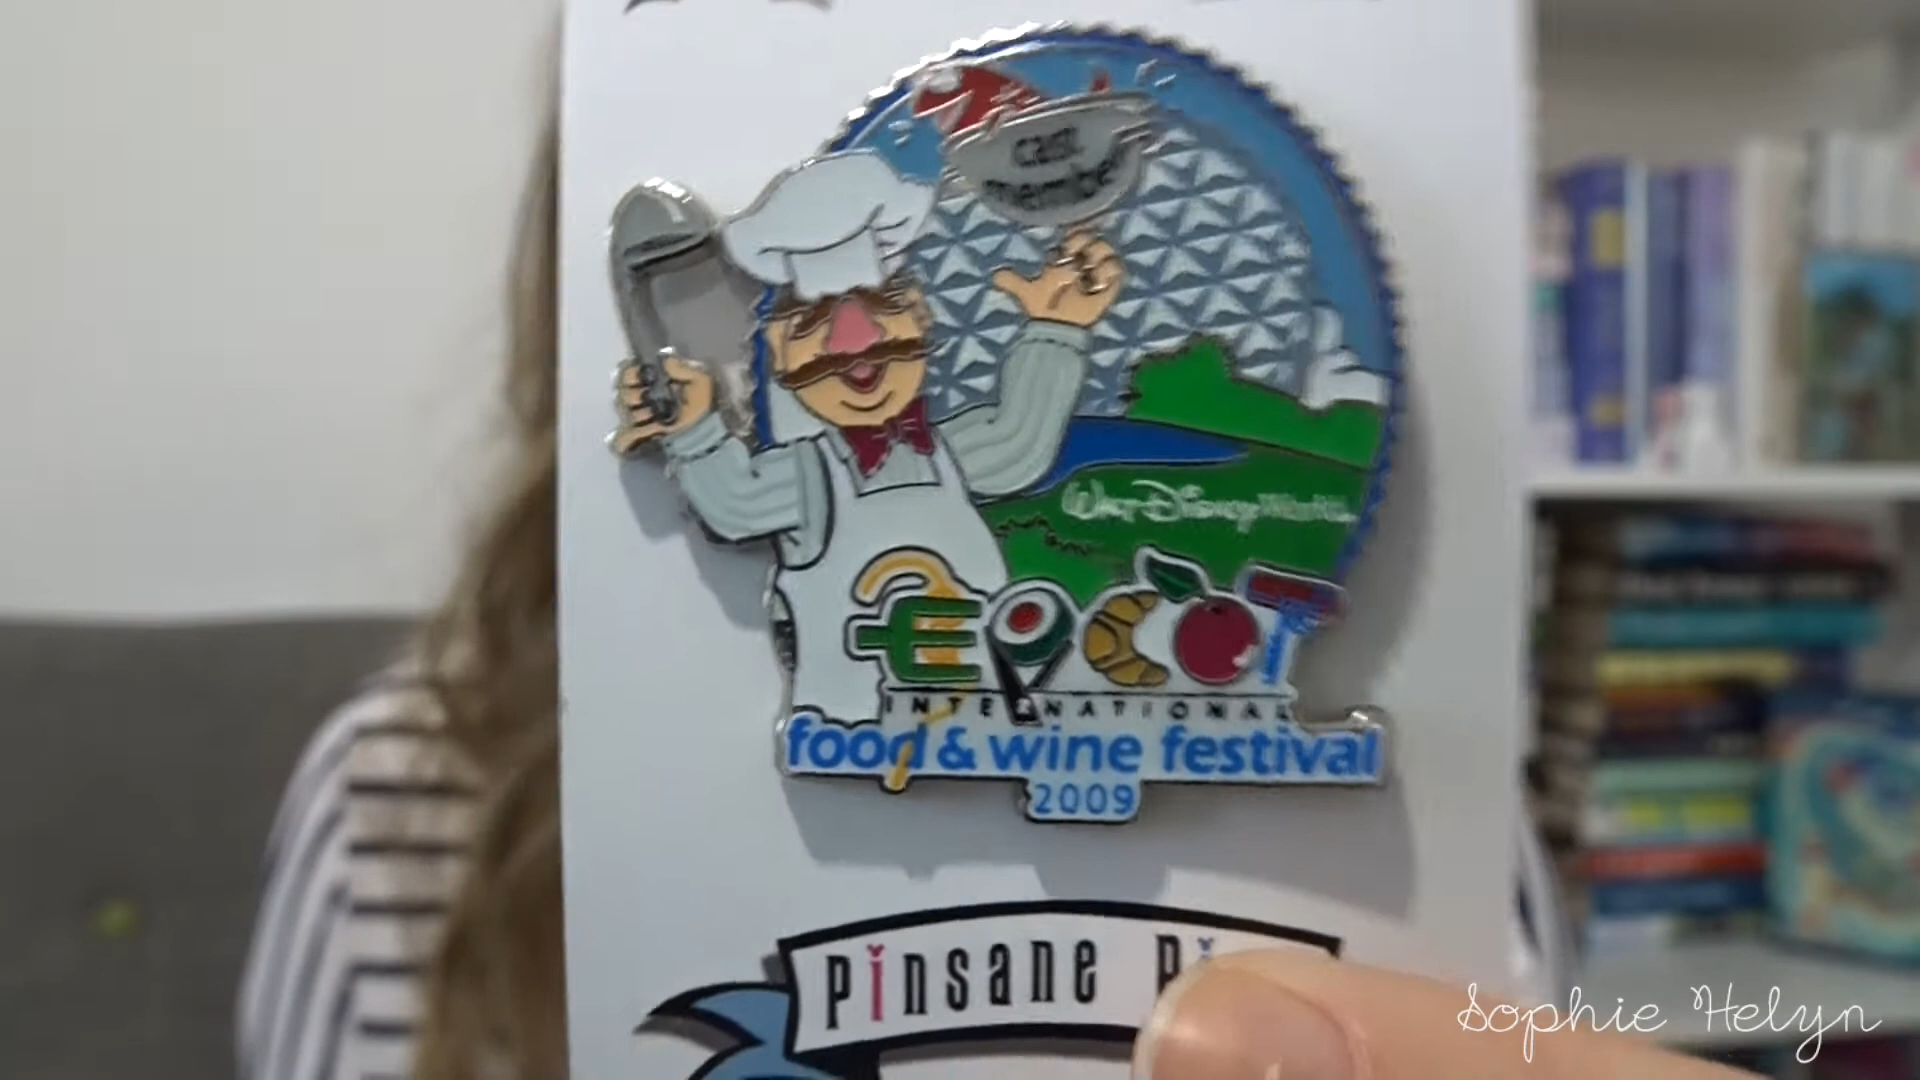 cast
member
Walt Disney World
EPCOT
INTERNATIONAL
food & wine festival
2009
Pinsane
Sophie Helyn